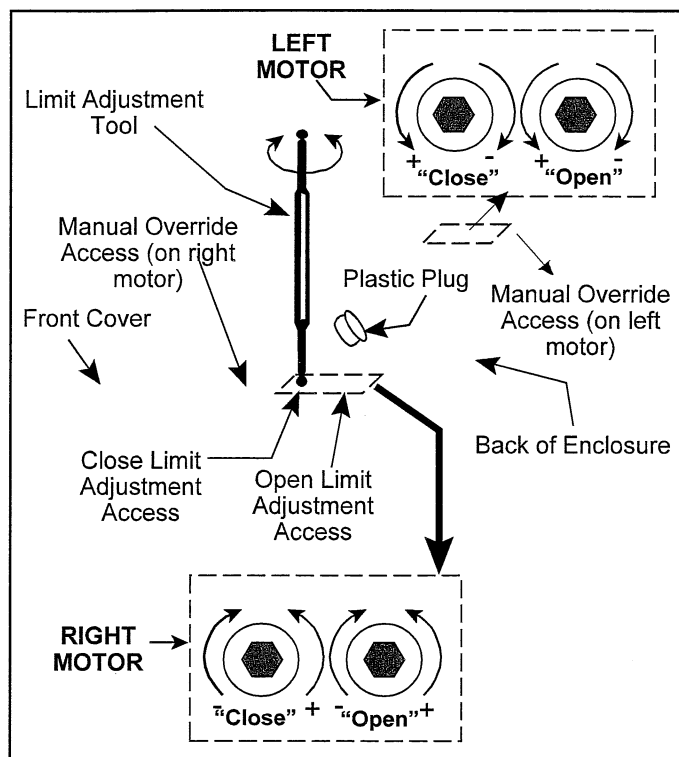 LEFT
MOTOR
Limit Adjustment
Tool
+ - + -
"Close" "Open"
Manual Override
Access (on right
motor)
Plastic Plug
Manual Override
Access (on left
motor)
Front Cover
Back of Enclosure
Close Limit
Adjustment
Access
Open Limit
Adjustment
Access
RIGHT
MOTOR
- "Close" + - "Open" +